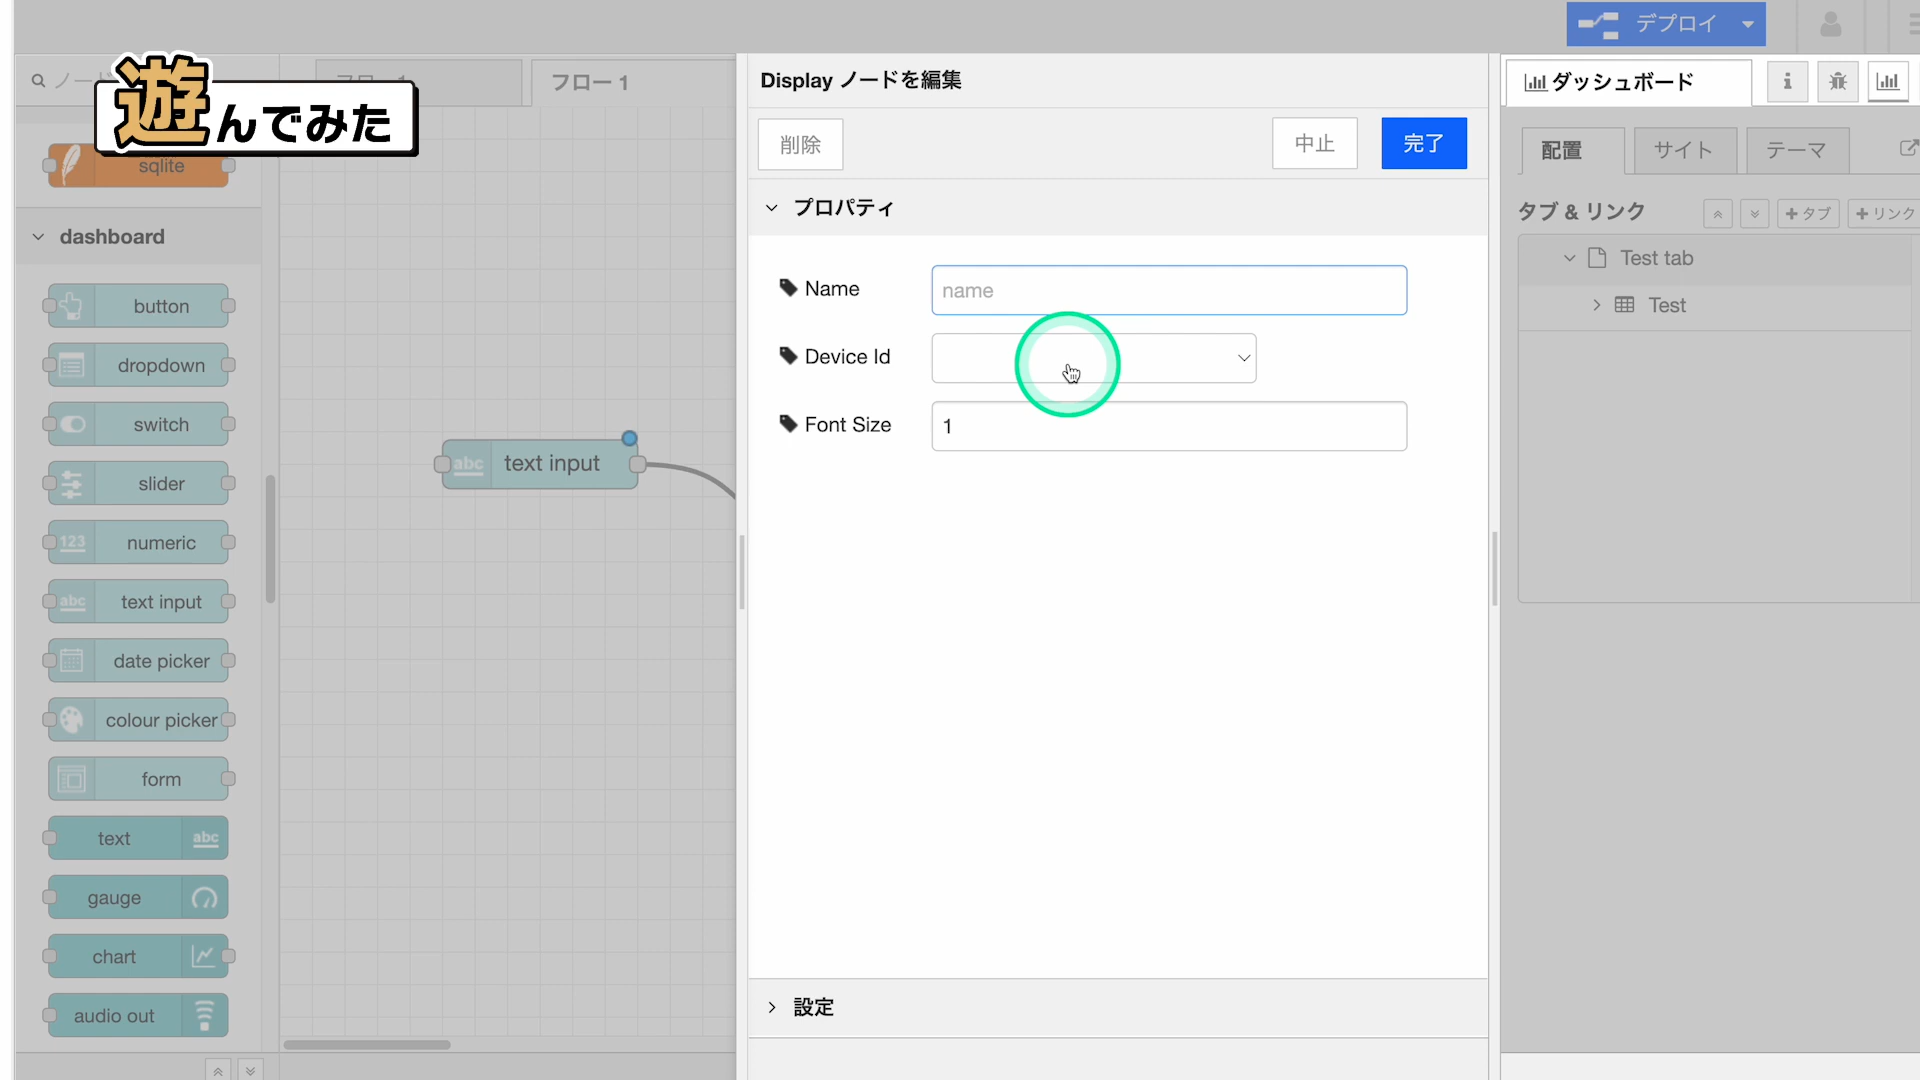 デプロイ
遊んでみた
フロー 1
sqlite
dashboard
button
dropdown
switch
slider
123
numeric
abc
text input
date picker
colour picker
form
text
abc
gauge
chart
audio out
abc
text input
Display ノードを編集
削除
中止
完了
プロパティ
Name
name
Device Id
Font Size
1
設定
ダッシュボード
i
配置
サイト
テーマ
タブ & リンク
+ タブ
+ リンク
Test tab
Test